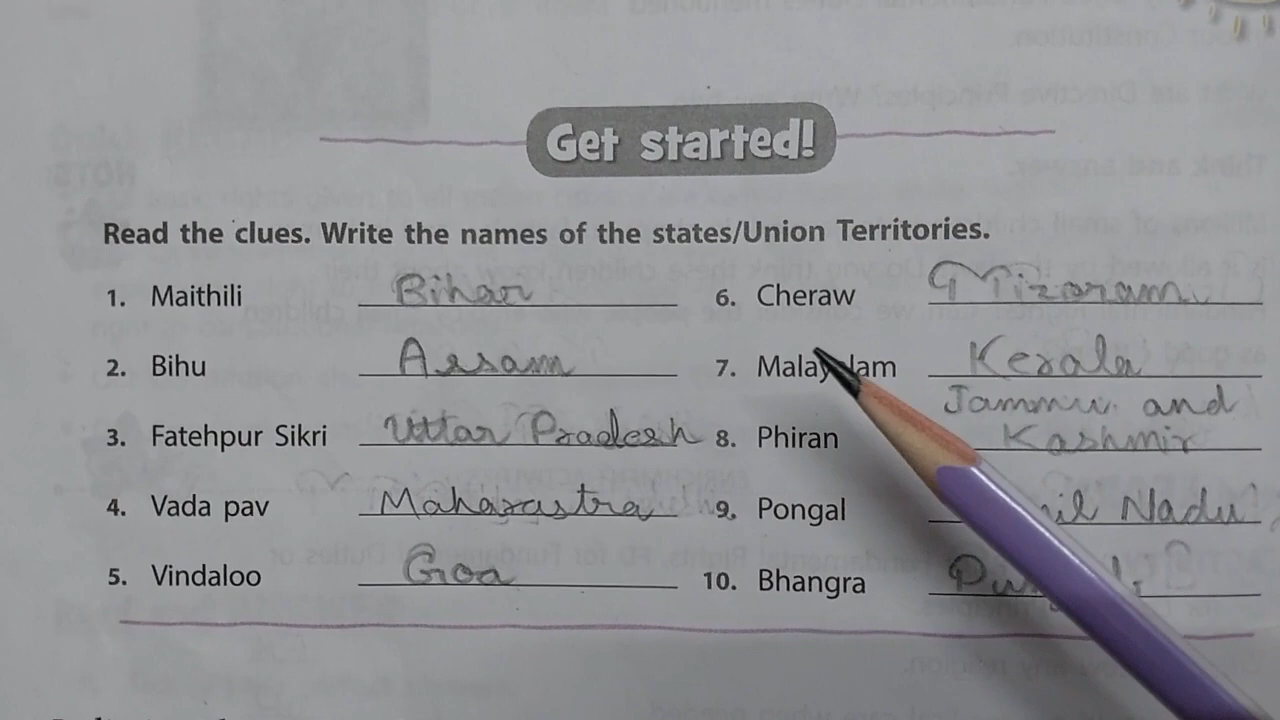 Get started!
Read the clues. Write the names of the states/Union Territories.
1. Maithili Bihar
2. Bihu Assam
3. Fatehpur Sikri Uttar Pradesh
4. Vada pav Maharastra
5. Vindaloo Goa
6. Cheraw Mizoram
7. Malayalam Kerala
8. Phiran Jammu and
Kashmir
9. Pongal Nadu
10. Bhangra